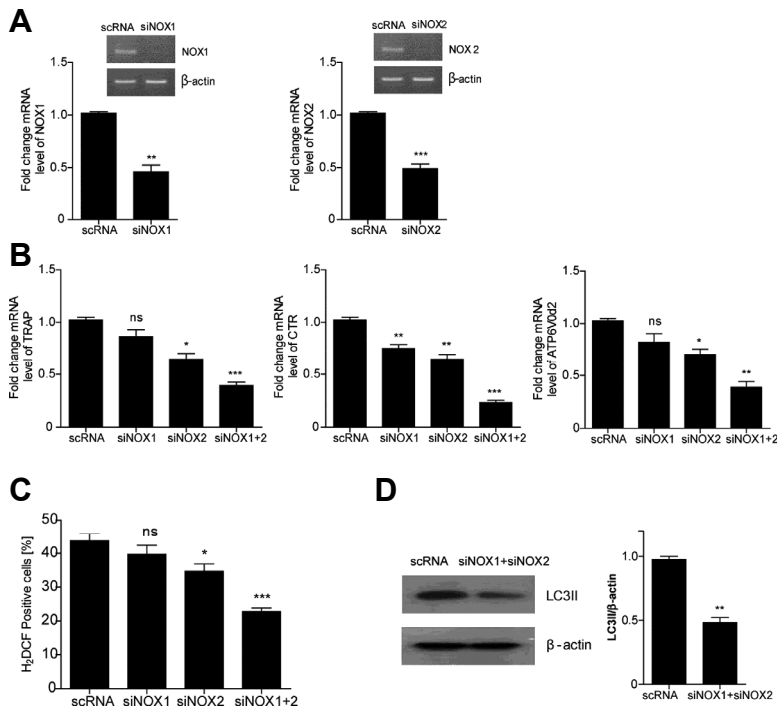 A
scRNA siNOX1
NOX1
β-actin
Fold change mRNA
level of NOX1
1.5
1.0
0.5
0
**
scRNA siNOX1
scRNA siNOX2
NOX 2
β-actin
Fold change mRNA
level of NOX2
1.5
1.0
0.5
0
***
scRNA siNOX2
B
Fold change mRNA
level of TRAP
1.5
1.0
0.5
0
ns
*
***
scRNA siNOX1 siNOX2 siNOX1+2
Fold change mRNA
level of CTR
1.5
1.0
0.5
0
**
**
***
scRNA siNOX1 siNOX2 siNOX1+2
Fold change mRNA
level of ATP6V0d2
1.5
1.0
0.5
0
ns
*
**
scRNA siNOX1 siNOX2 siNOX1+2
C
H₂DCF Positive cells [%]
50
40
30
20
10
0
ns
*
***
scRNA siNOX1 siNOX2 siNOX1+2
D
scRNA siNOX1+siNOX2
LC3II
β-actin
LC3II/β-actin
1.0
0.5
0.0
**
scRNA siNOX1+siNOX2